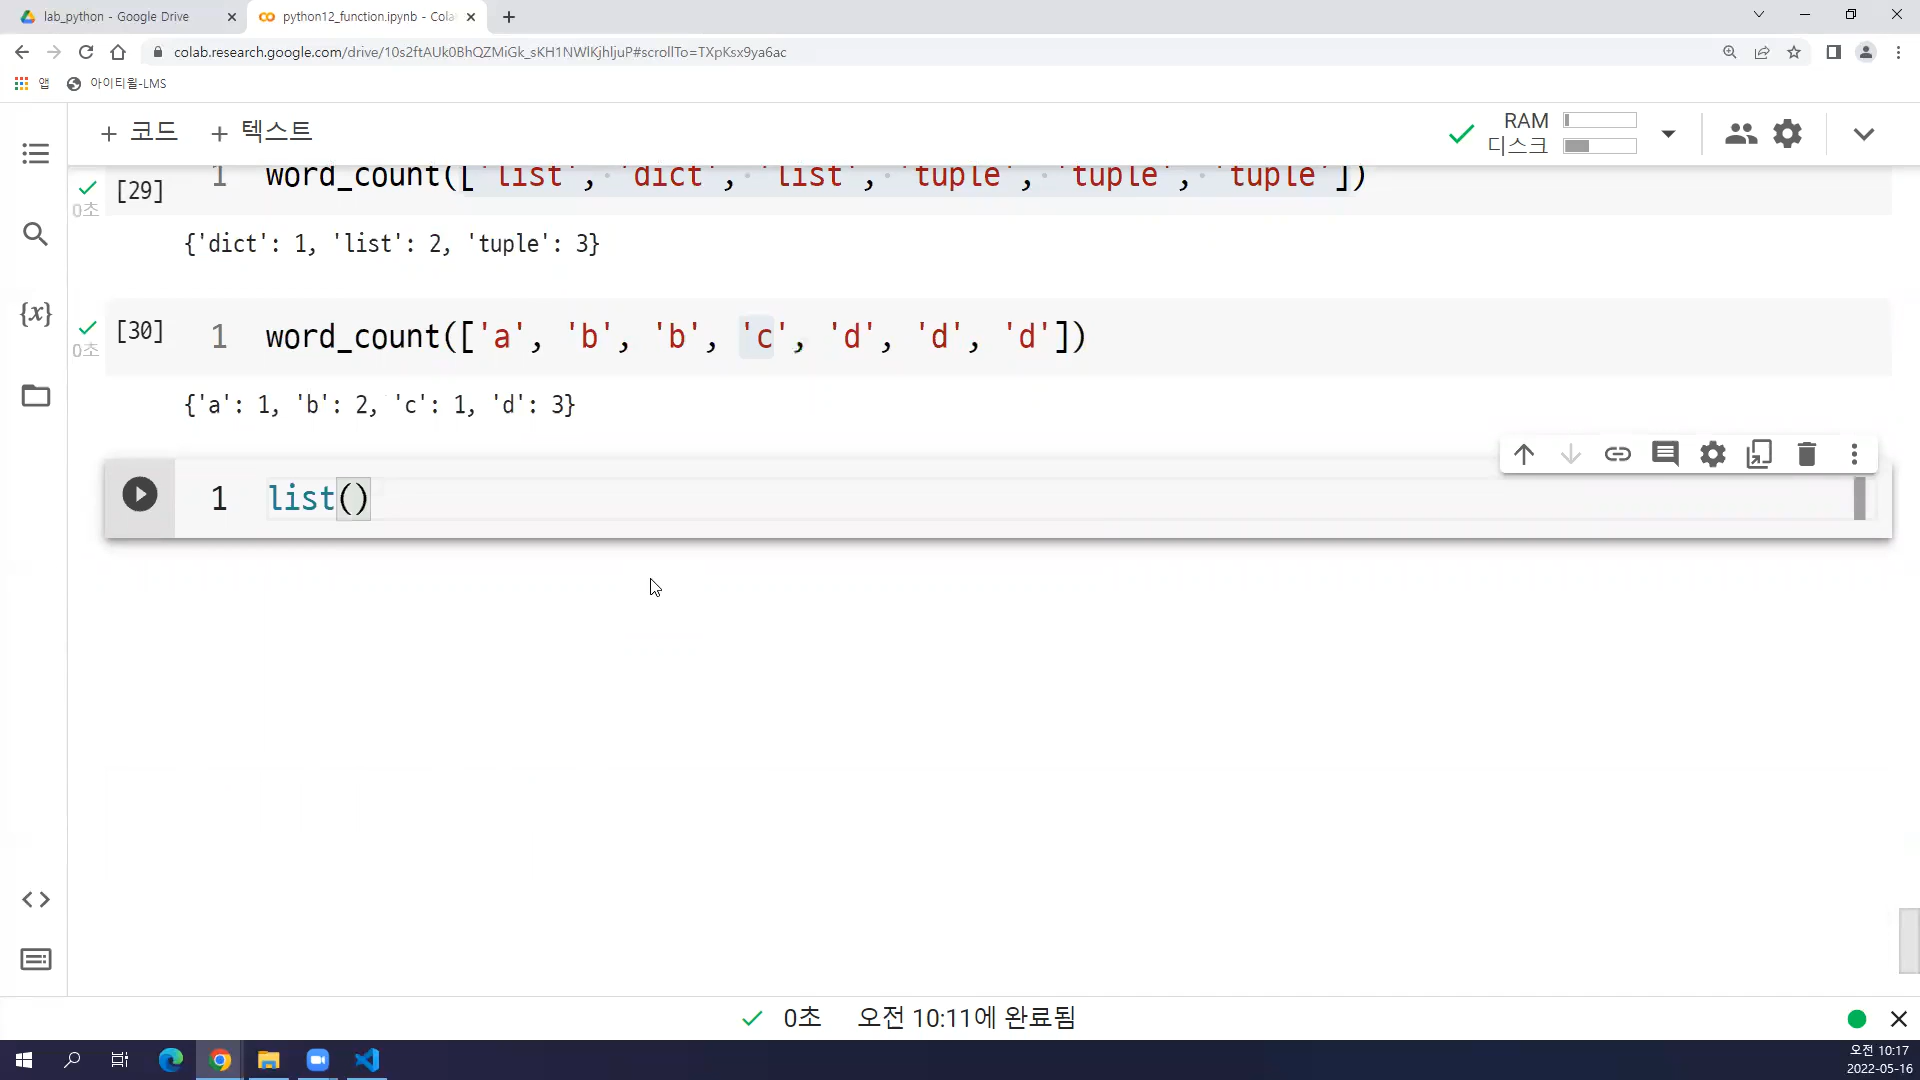 lab_python - Google Drive
python12_function.ipynb - Cola
colab.research.google.com/drive/10s2ftAUk0BhQZMiGk_sKH1NWlKjhljuP#scrollTo=TXpKsx9ya6ac
앱
아이티윌-LMS
+ 코드 + 텍스트
RAM
디스크
{x}
0초
[29]
1 word_count(['list', 'dict', 'list', 'tuple', 'tuple', 'tuple'])
{'dict': 1, 'list': 2, 'tuple': 3}
0초
[30]
1 word_count(['a', 'b', 'b', 'c', 'd', 'd', 'd'])
{'a': 1, 'b': 2, 'c': 1, 'd': 3}
1 list()
0초 오전 10:11에 완료됨
오전 10:17
2022-05-16